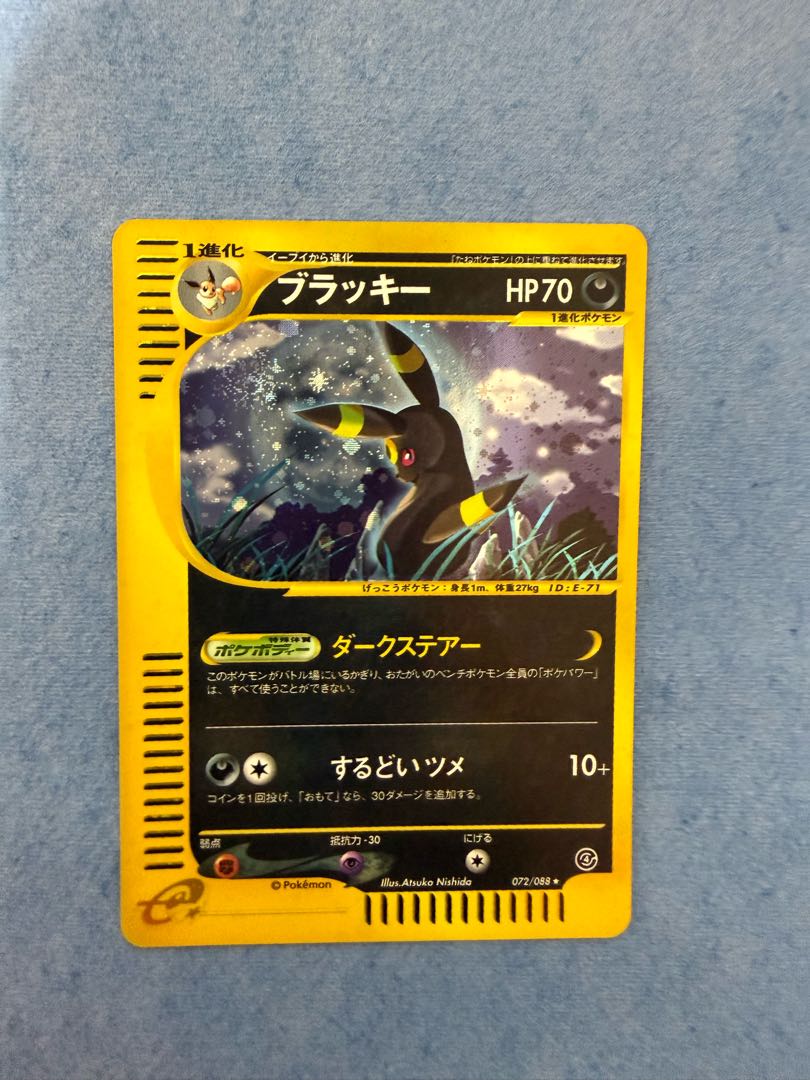 1進化
イーブイから進化
「たねポケモン」の上に重ねて進化させます
ブラッキー
HP70
1進化ポケモン
げっこうポケモン：身長1m、体重27kg ID：E-71
特殊体質
ポケボディー
ダークステアー
このポケモンがバトル場にいるかぎり、おたがいのベンチポケモン全員の「ポケパワー」
は、すべて使うことができない。
するどいツメ
10+
コインを1回投げ、「おもて」なら、30ダメージを追加する。
弱点
抵抗力 -30
にげる
4
e
© Pokémon
Illus.Atsuko Nishida
072/088★